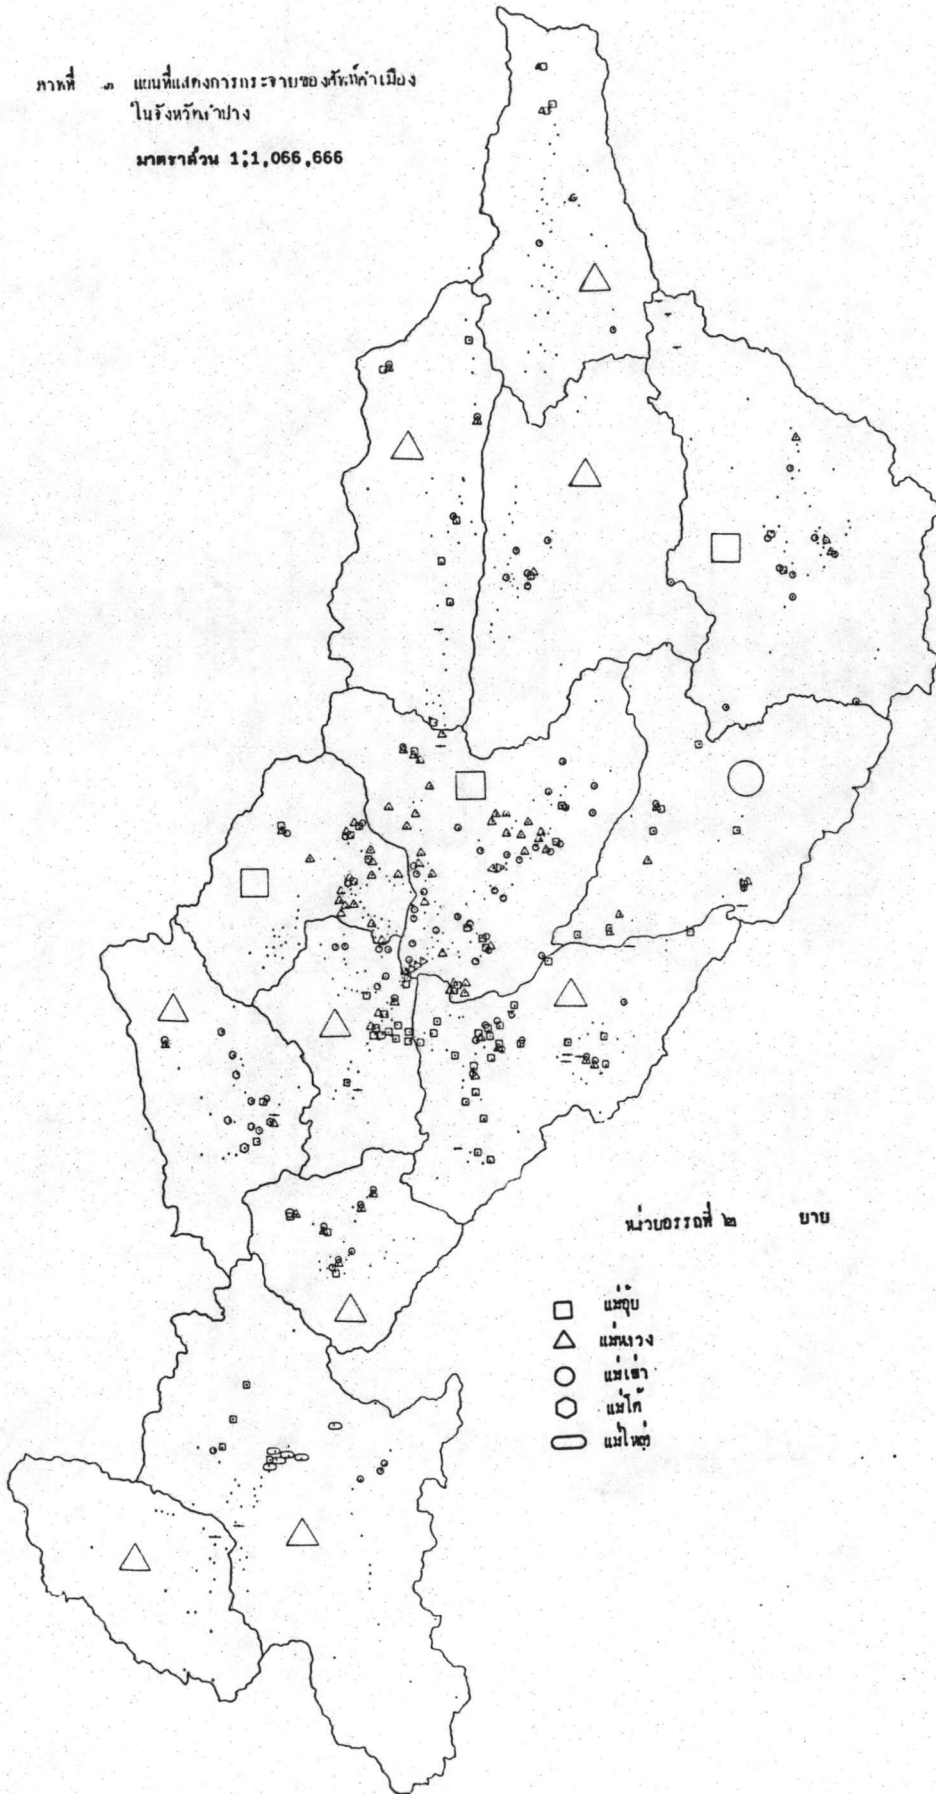 ภาพที่ ๓ แผนที่แสดงการกระจายของศัพท์คำเมือง
ในจังหวัดลำปาง
มาตราส่วน 1:1,066,666
หน่วยอรรถที่ ๒ ยาย
แม่อุ๊ย
แม่หลวง
แม่เฒ่า
แม่โก้
แม่ใหญ่